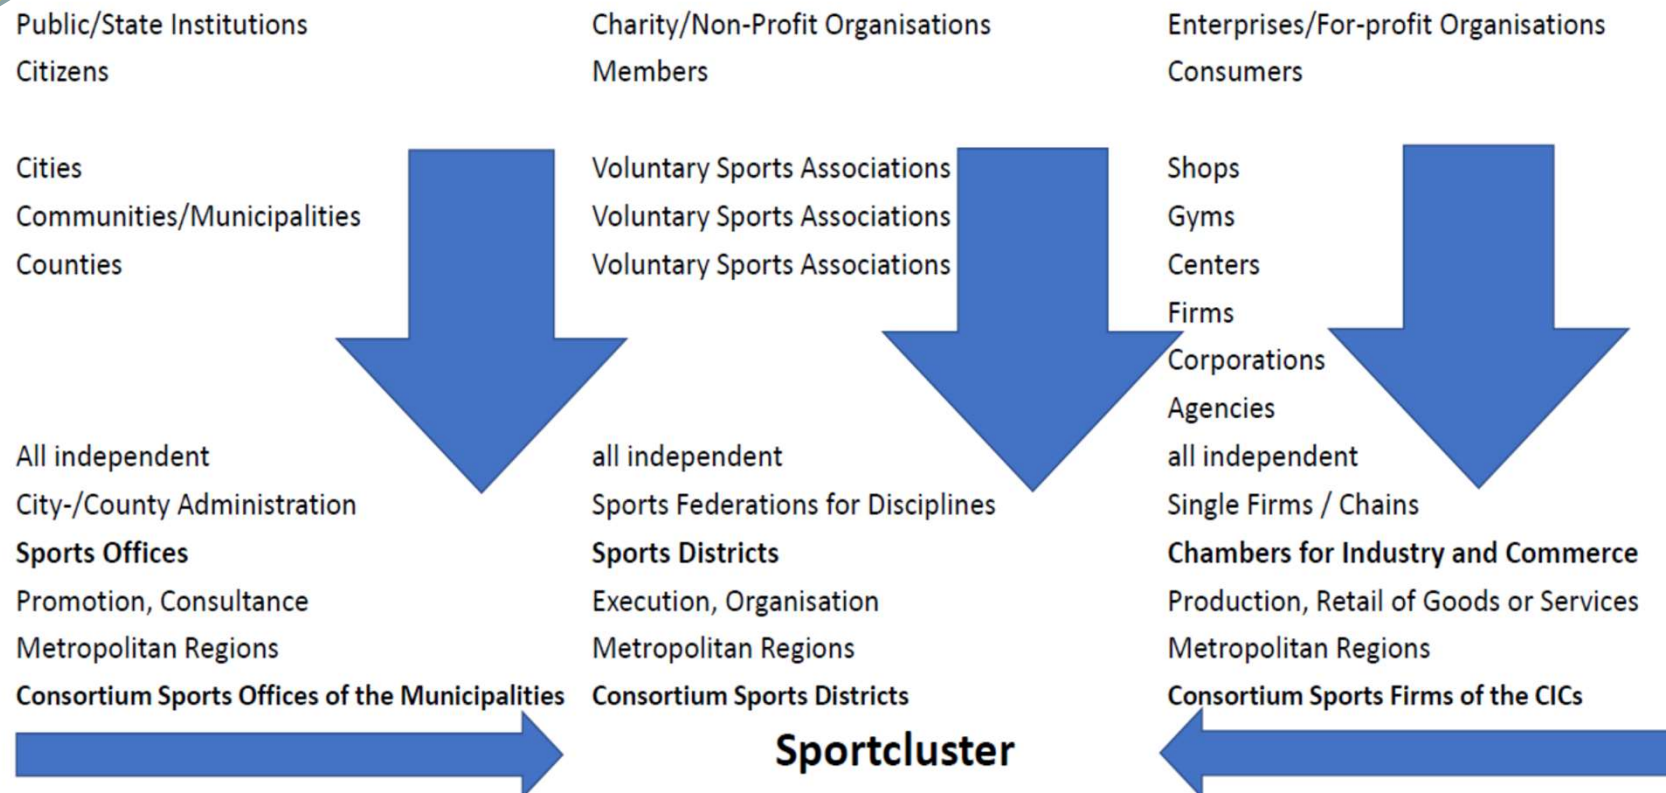 Public/State Institutions
Citizens
Cities
Communities/Municipalities
Counties
All independent
City-/County Administration
Sports Offices
Promotion, Consultance
Metropolitan Regions
Consortium Sports Offices of the Municipalities
Charity/Non-Profit Organisations
Members
Voluntary Sports Associations
Voluntary Sports Associations
Voluntary Sports Associations
all independent
Sports Federations for Disciplines
Sports Districts
Execution, Organisation
Metropolitan Regions
Consortium Sports Districts
Enterprises/For-profit Organisations
Consumers
Shops
Gyms
Centers
Firms
Corporations
Agencies
all independent
Single Firms / Chains
Chambers for Industry and Commerce
Production, Retail of Goods or Services
Metropolitan Regions
Consortium Sports Firms of the CICs
Sportcluster